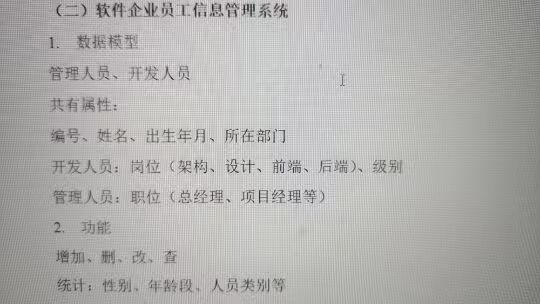 （二）软件企业员工信息管理系统
1. 数据模型
管理人员、开发人员
共有属性：
编号、姓名、出生年月、所在部门
开发人员：岗位（架构、设计、前端、后端）、级别
管理人员：职位（总经理、项目经理等）
2. 功能
增加、删、改、查
统计：性别、年龄段、人员类别等